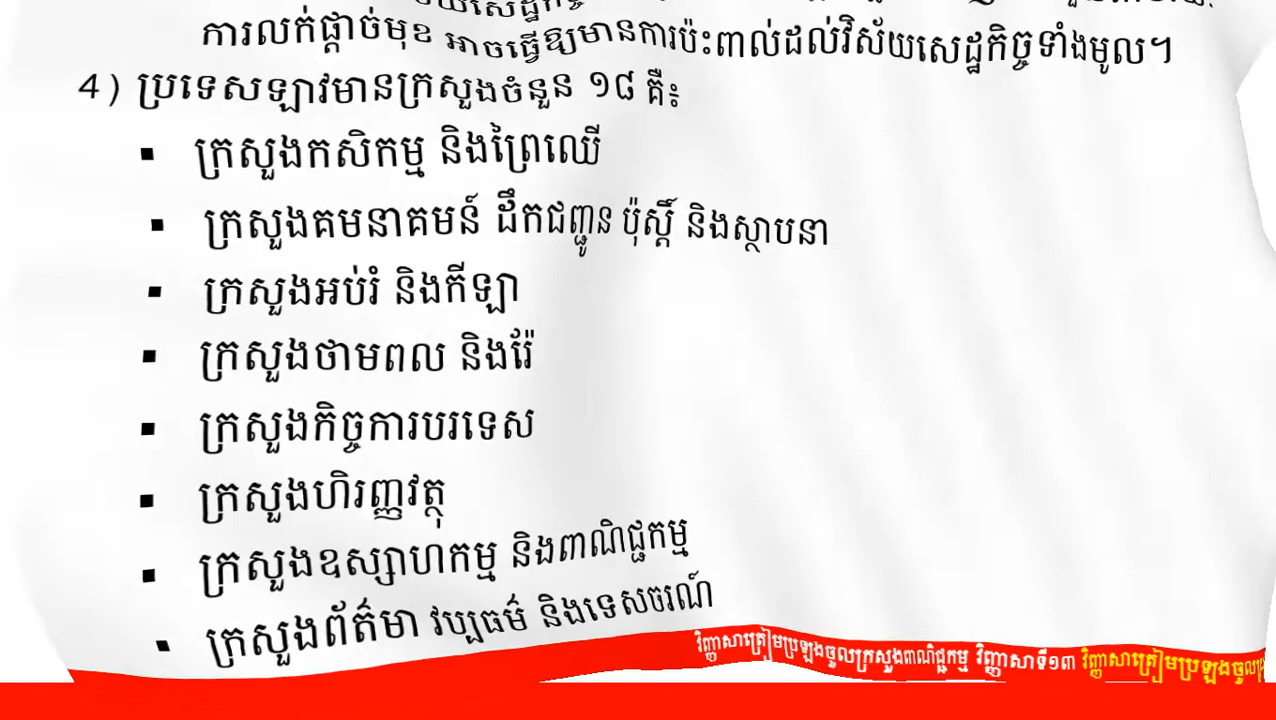 ការលក់ផ្តាច់មុខ អាចធ្វើឱ្យមានការប៉ះពាល់ដល់វិស័យសេដ្ឋកិច្ចទាំងមូល។
4) ប្រទេសឡាវមានក្រសួងចំនួន ១៨ គឺ៖
▪ ក្រសួងកសិកម្ម និងព្រៃឈើ
▪ ក្រសួងគមនាគមន៍ ដឹកជញ្ជូន ប៉ុស្តិ៍ និងស្ថាបនា
▪ ក្រសួងអប់រំ និងកីឡា
▪ ក្រសួងថាមពល និងរ៉ែ
▪ ក្រសួងកិច្ចការបរទេស
▪ ក្រសួងហិរញ្ញវត្ថុ
▪ ក្រសួងឧស្សាហកម្ម និងពាណិជ្ជកម្ម
▪ ក្រសួងព័ត៌មា វប្បធម៌ និងទេសចរណ៍
វិញ្ញាសាត្រៀមប្រឡងចូលក្រសួងពាណិជ្ជកម្ម វិញ្ញាសាទី១៣ វិញ្ញាសាត្រៀមប្រឡងចូល